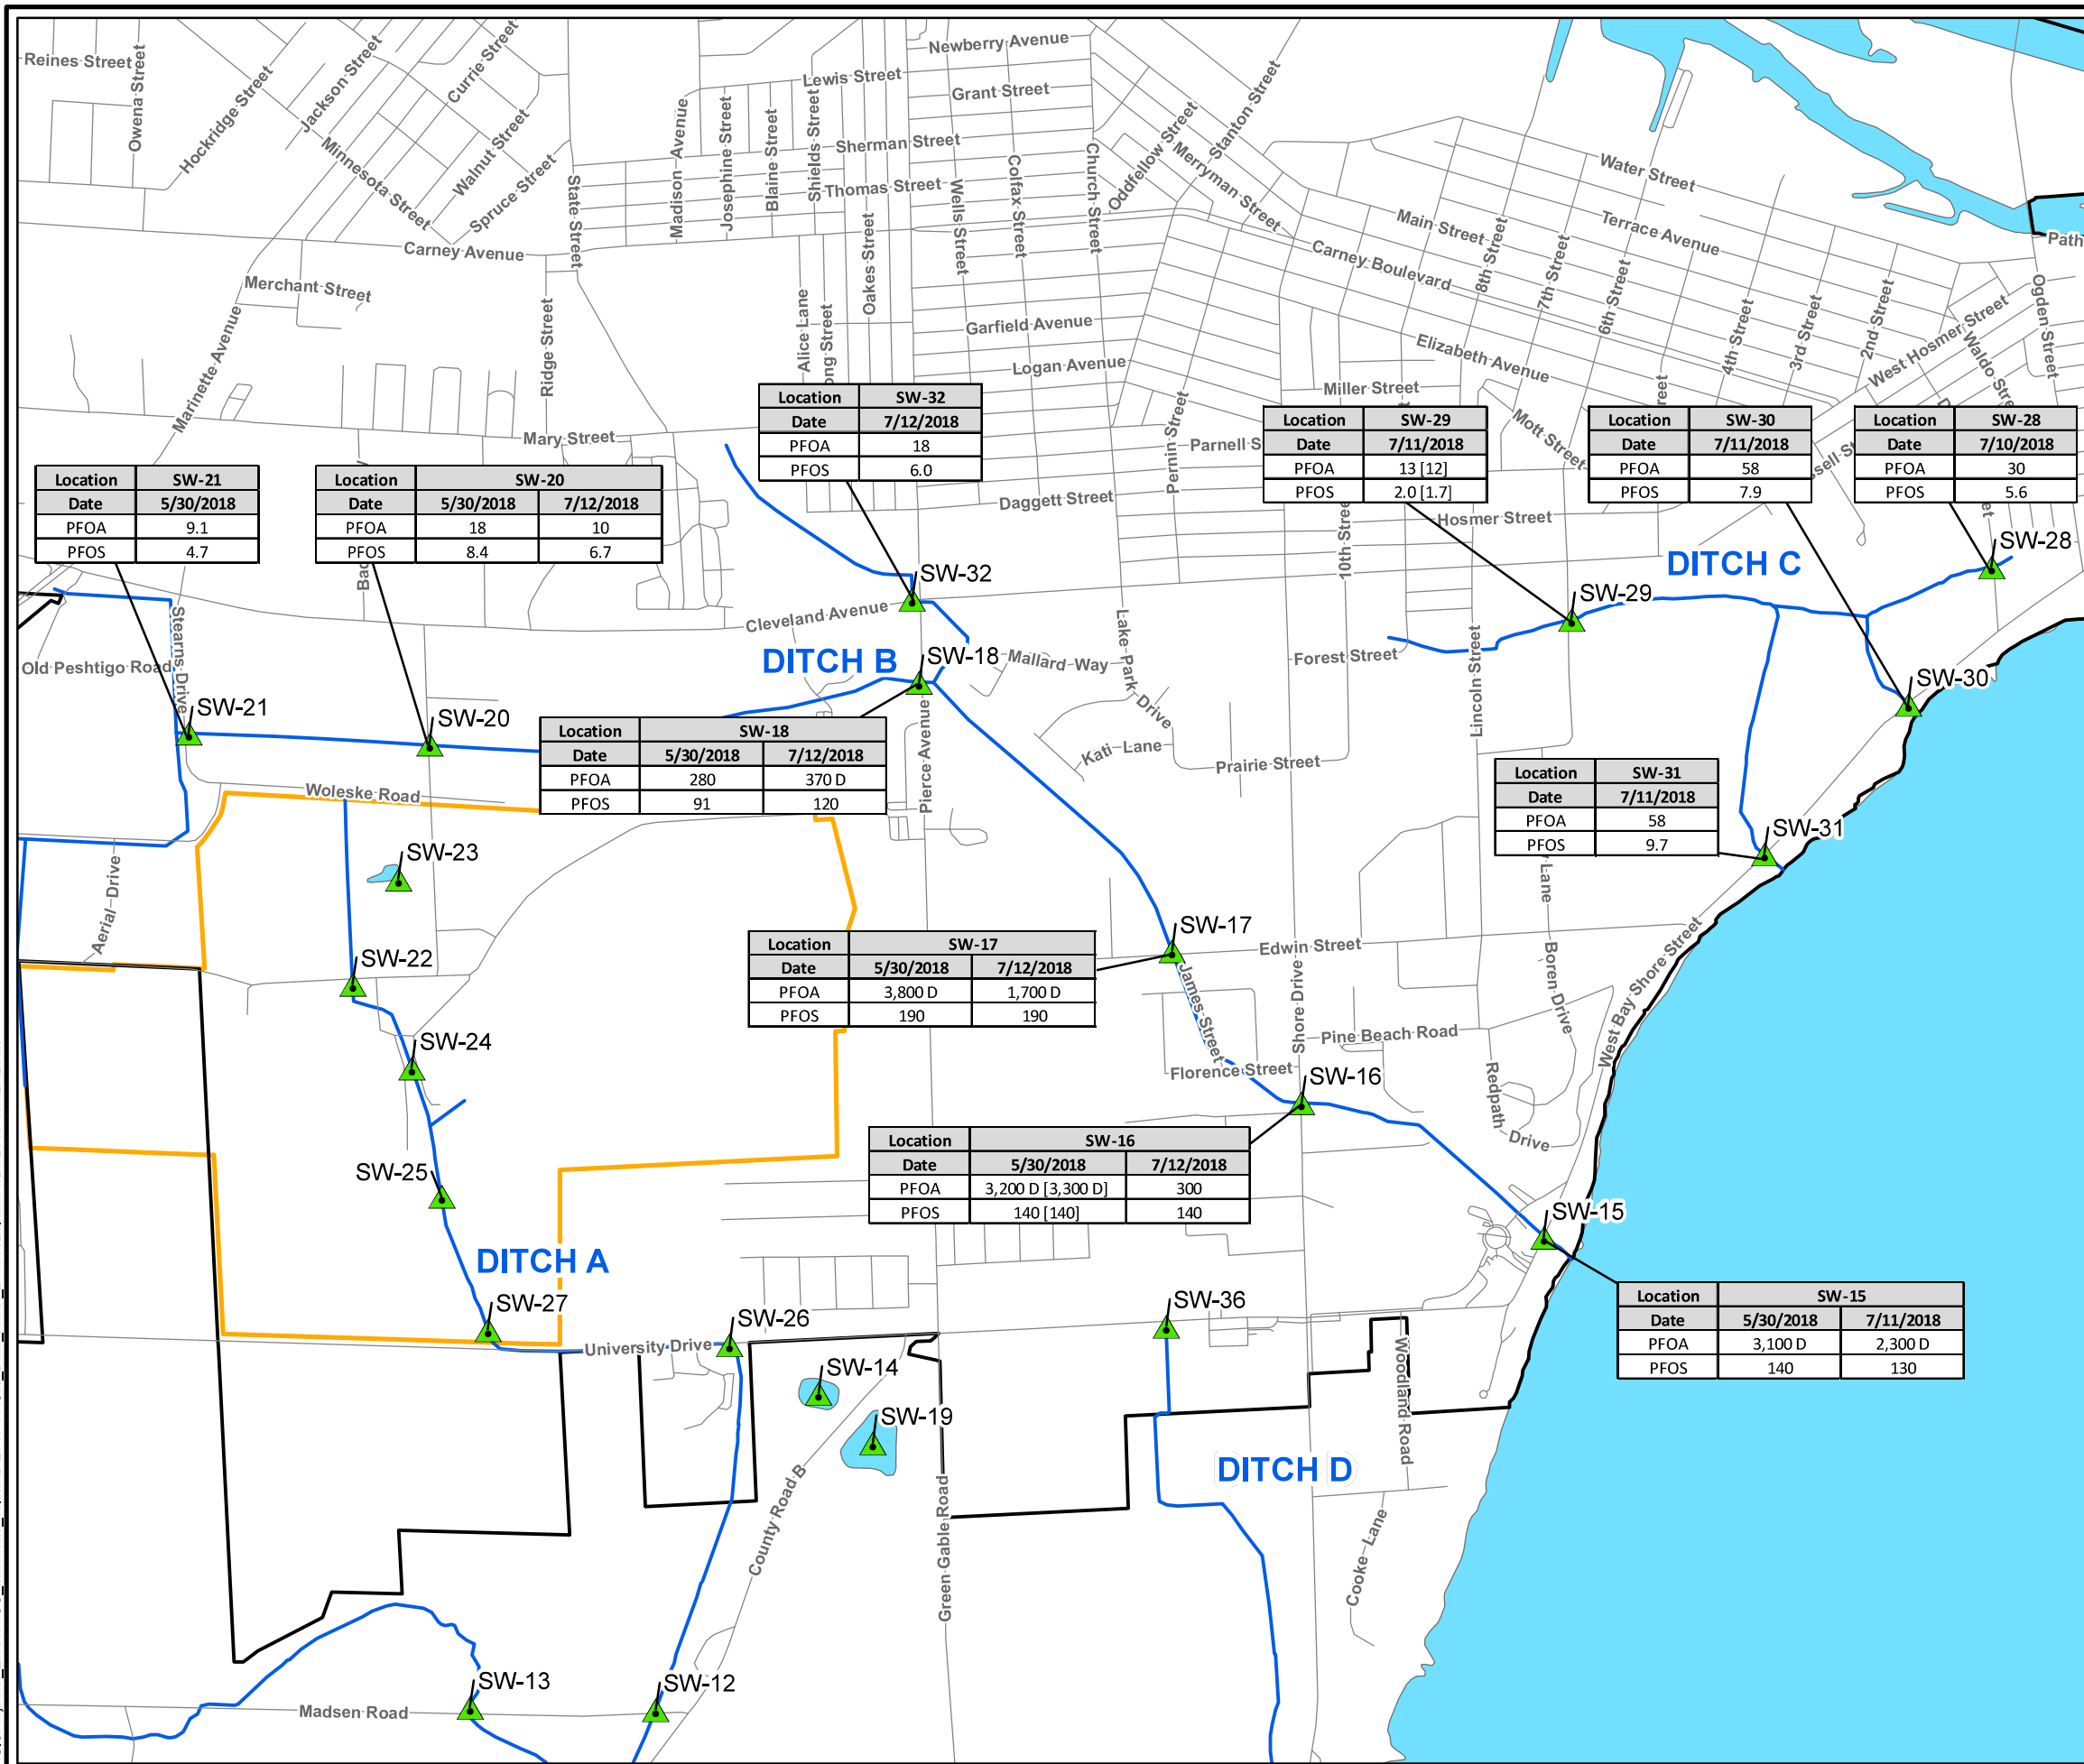 Reines Street
Owena Street
Hockridge Street
Jackson Street
Currie Street
Minnesota Street
Walnut Street
Spruce Street
State Street
Madison Avenue
Josephine Street
Blaine Street
Shields Street
Lewis Street
Newberry Avenue
Grant Street
Sherman Street
Thomas Street
Wells Street
Colfax Street
Church Street
Oddfellow Street
Stanton Street
Merryman Street
Water Street
Main Street
Terrace Avenue
Carney Boulevard
8th Street
7th Street
6th Street
4th Street
3rd Street
2nd Street
Ogden Street
Path
West Hosmer Street
Waldo Stre
Elizabeth Avenue
Carney Avenue
Merchant Street
Marinette Avenue
Ridge Street
Alice Lane
ong Street
Oakes Street
Garfield Avenue
Logan Avenue
Miller Street
Mary Street
Pernin Street
Parnell S
Mott Street
reet
sell St
Daggett Street
Hosmer Street
10th Stree
Location SW-32
Date 7/12/2018
PFOA 18
PFOS 6.0
Location SW-29
Date 7/11/2018
PFOA 13 [12]
PFOS 2.0 [1.7]
Location SW-30
Date 7/11/2018
PFOA 58
PFOS 7.9
Location SW-28
Date 7/10/2018
PFOA 30
PFOS 5.6
Location SW-21
Date 5/30/2018
PFOA 9.1
PFOS 4.7
Location SW-20
Date 5/30/2018 7/12/2018
PFOA 18 10
PFOS 8.4 6.7
SW-28
DITCH C
SW-32
SW-29
Cleveland Avenue
Stearns Drive
Old Peshtigo Road
DITCH B
SW-18
Mallard Way
Lake Park Drive
Forest Street
Lincoln Street
SW-30
SW-21
SW-20
Kati Lane
Prairie Street
Pierce Avenue
Woleske Road
Location SW-18
Date 5/30/2018 7/12/2018
PFOA 280 370 D
PFOS 91 120
Location SW-31
Date 7/11/2018
PFOA 58
PFOS 9.7
SW-31
SW-23
Aerial Drive
Lane
SW-17
Edwin Street
Boren Drive
West Bay Shore Street
SW-22
Location SW-17
Date 5/30/2018 7/12/2018
PFOA 3,800 D 1,700 D
PFOS 190 190
James Street
Shore Drive
Pine Beach Road
SW-24
Florence Street
SW-16
Redpath Drive
Location SW-16
Date 5/30/2018 7/12/2018
PFOA 3,200 D [3,300 D] 300
PFOS 140 [140] 140
SW-25
SW-15
DITCH A
SW-27
SW-26
SW-36
Location SW-15
Date 5/30/2018 7/11/2018
PFOA 3,100 D 2,300 D
PFOS 140 130
University Drive
SW-14
SW-19
Woodland Road
DITCH D
County Road B
Green Gable Road
Cooke Lane
SW-13
SW-12
Madsen Road